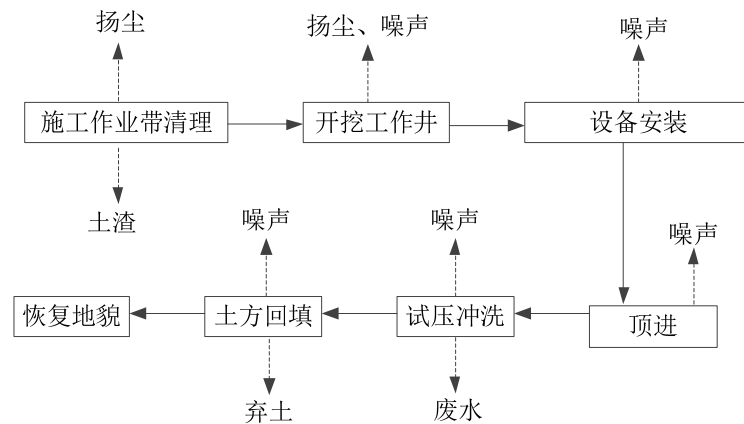 扬尘
扬尘、噪声
噪声
施工作业带清理
开挖工作井
设备安装
土渣
噪声
噪声
噪声
恢复地貌
土方回填
试压冲洗
顶进
弃土
废水